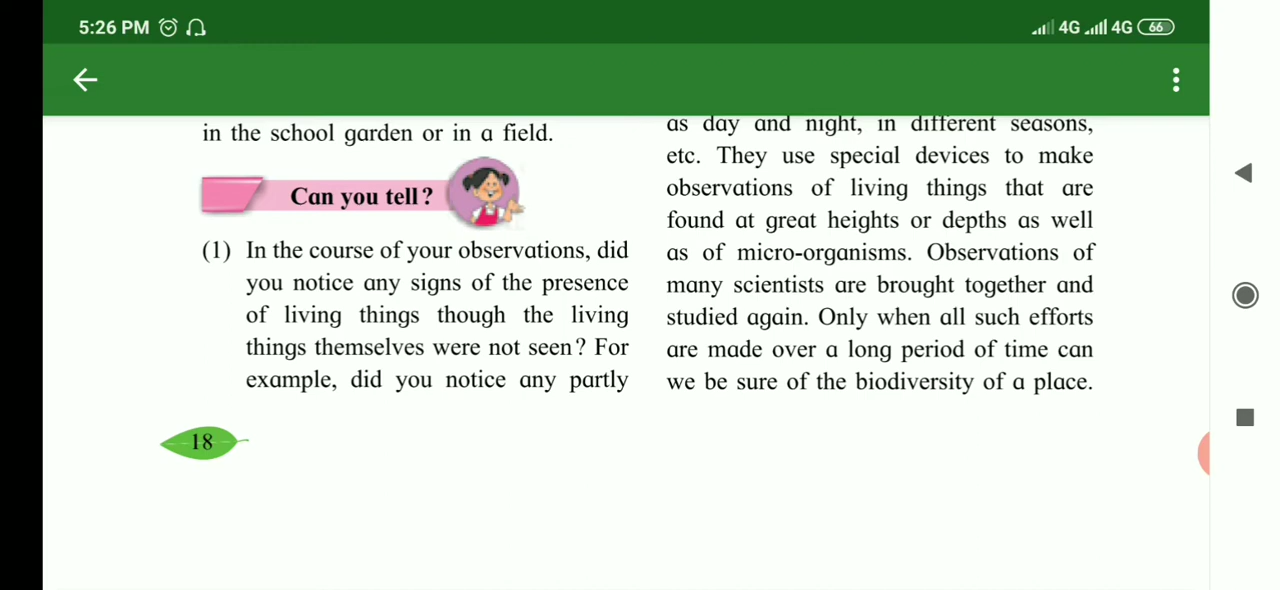 5:26 PM
4G 4G 66
in the school garden or in a field.
Can you tell?
(1) In the course of your observations, did
you notice any signs of the presence
of living things though the living
things themselves were not seen? For
example, did you notice any partly
18
as day and night, in different seasons,
etc. They use special devices to make
observations of living things that are
found at great heights or depths as well
as of micro-organisms. Observations of
many scientists are brought together and
studied again. Only when all such efforts
are made over a long period of time can
we be sure of the biodiversity of a place.